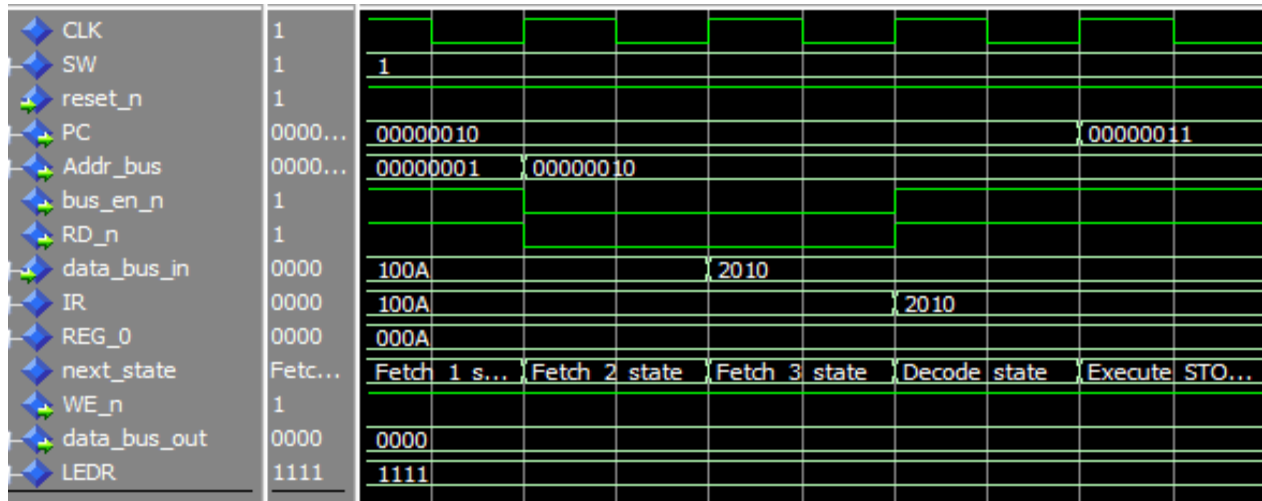 CLK 1
SW 1 1
reset_n 1
PC 0000... 00000010 00000011
Addr_bus 0000... 00000001 00000010
bus_en_n 1
RD_n 1
data_bus_in 0000 100A 2010
IR 0000 100A 2010
REG_0 0000 000A
next_state Fetc... Fetch 1 s... Fetch 2 state Fetch 3 state Decode state Execute STO...
WE_n 1
data_bus_out 0000 0000
LEDR 1111 1111